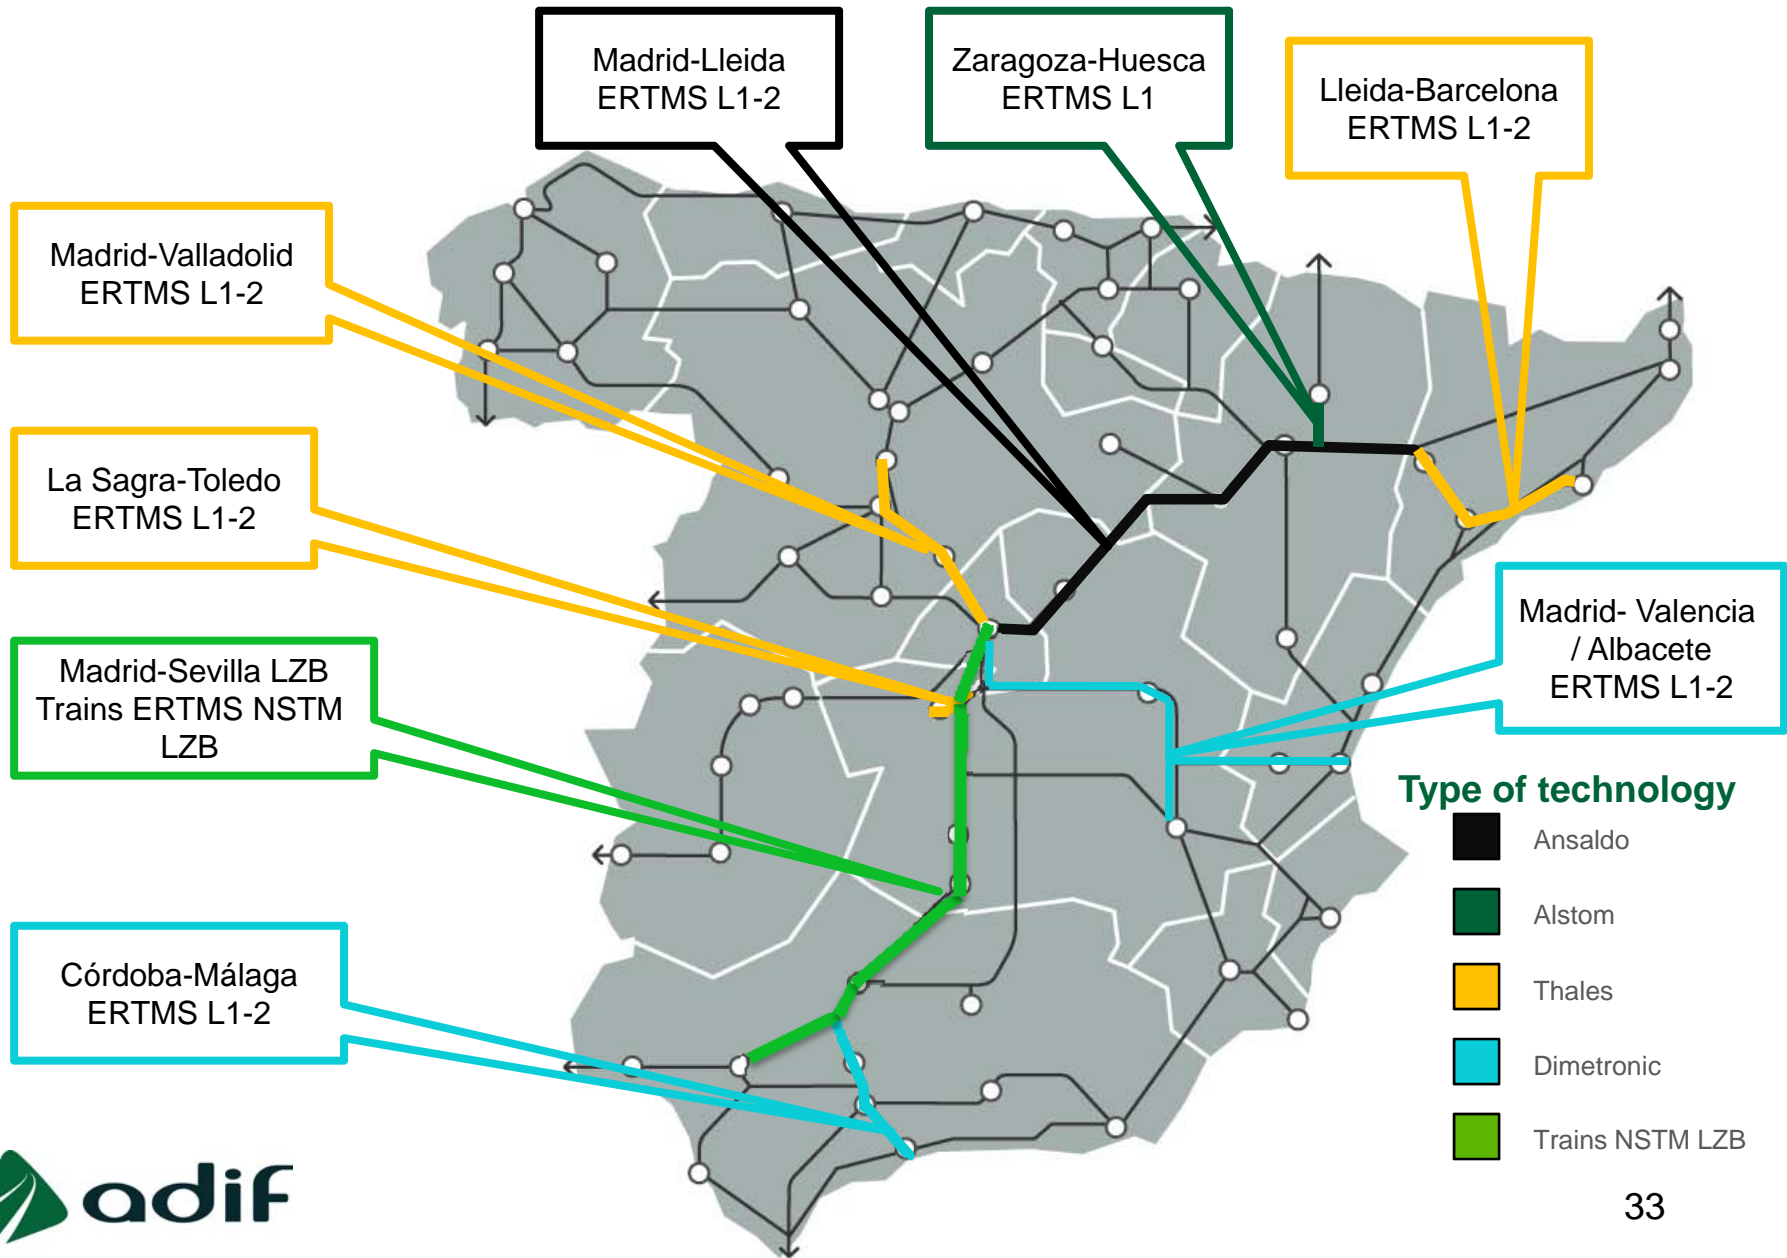 Madrid-Lleida
ERTMS L1-2
Zaragoza-Huesca
ERTMS L1
Lleida-Barcelona
ERTMS L1-2
Madrid-Valladolid
ERTMS L1-2
La Sagra-Toledo
ERTMS L1-2
Madrid-Sevilla LZB
Trains ERTMS NSTM
LZB
Madrid- Valencia
/ Albacete
ERTMS L1-2
Córdoba-Málaga
ERTMS L1-2
Type of technology
Ansaldo
Alstom
Thales
Dimetronic
Trains NSTM LZB
adif
33